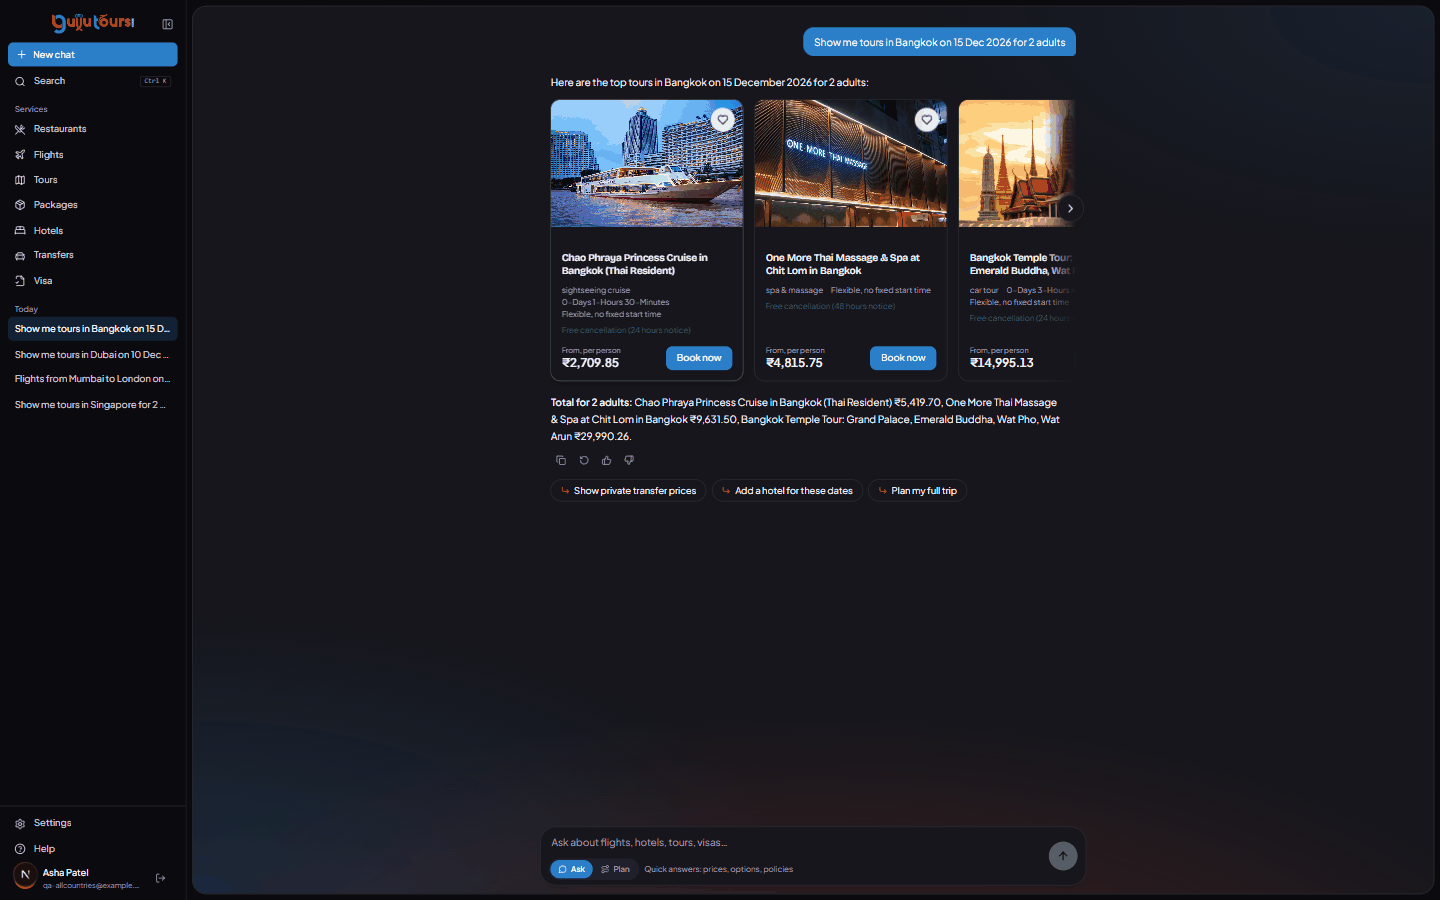 gujjutours!
New chat
Search
Ctrl K
Services
Restaurants
Flights
Tours
Packages
Hotels
Transfers
Visa
Today
Show me tours in Bangkok on 15 D...
Show me tours in Dubai on 10 Dec ...
Flights from Mumbai to London on...
Show me tours in Singapore for 2 ...
Settings
Help
N
Asha Patel
qa-allcountries@example....
Show me tours in Bangkok on 15 Dec 2026 for 2 adults
Here are the top tours in Bangkok on 15 December 2026 for 2 adults:
Chao Phraya Princess Cruise in
Bangkok (Thai Resident)
sightseeing cruise
0-Days 1-Hours 30-Minutes
Flexible, no fixed start time
Free cancellation (24 hours notice)
From, per person
₹2,709.85
Book now
ONE MORE THAI MASSAGE
One More Thai Massage & Spa at
Chit Lom in Bangkok
spa & massage Flexible, no fixed start time
Free cancellation (48 hours notice)
From, per person
₹4,815.75
Book now
Bangkok Temple Tour:
Emerald Buddha, Wat
car tour 0-Days 3-Hours
Flexible, no fixed start time
Free cancellation (24 hours
From, per person
₹14,995.13
Total for 2 adults: Chao Phraya Princess Cruise in Bangkok (Thai Resident) ₹5,419.70, One More Thai Massage
& Spa at Chit Lom in Bangkok ₹9,631.50, Bangkok Temple Tour: Grand Palace, Emerald Buddha, Wat Pho, Wat
Arun ₹29,990.26.
Show private transfer prices
Add a hotel for these dates
Plan my full trip
Ask about flights, hotels, tours, visas...
Ask
Plan
Quick answers: prices, options, policies